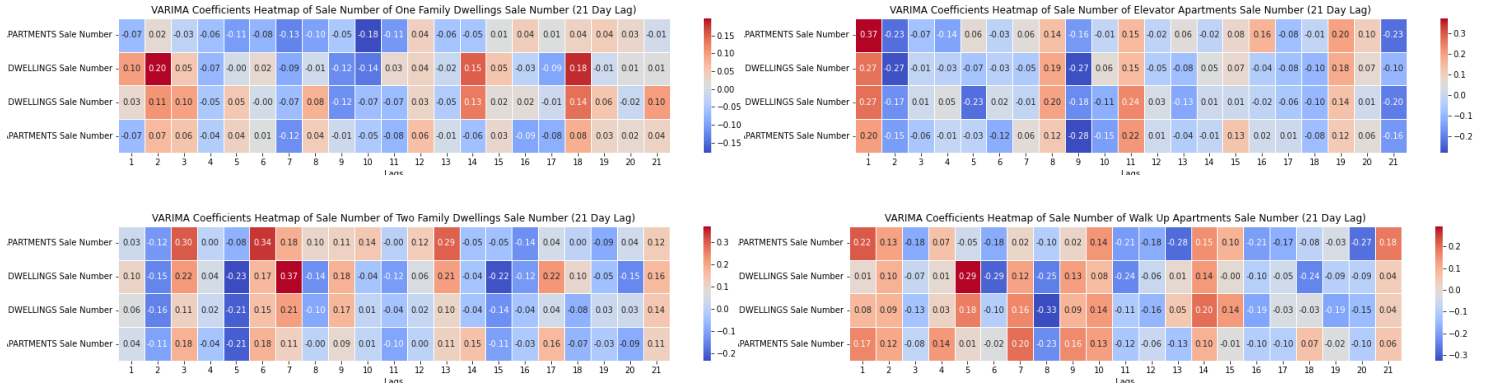 VARIMA Coefficients Heatmap of Sale Number of One Family Dwellings Sale Number (21 Day Lag)
.PARTMENTS Sale Number -0.07 0.02 -0.03 -0.06 -0.11 -0.08 -0.13 -0.10 -0.05 -0.18 -0.11 0.04 -0.06 -0.05 0.01 0.04 0.01 0.04 0.04 0.03 -0.01
DWELLINGS Sale Number 0.10 0.20 0.05 -0.07 -0.00 0.02 -0.09 -0.01 -0.12 -0.14 0.03 0.04 -0.02 0.15 0.05 -0.03 -0.09 0.18 -0.01 0.01 0.01
DWELLINGS Sale Number 0.03 0.11 0.10 -0.05 0.05 -0.00 -0.07 0.08 -0.12 -0.07 -0.07 0.03 -0.05 0.13 0.02 -0.02 -0.01 0.14 0.06 -0.02 0.10
.PARTMENTS Sale Number -0.07 0.07 0.06 -0.04 0.04 0.01 -0.12 0.04 -0.01 -0.05 -0.08 0.06 -0.01 -0.06 0.03 -0.09 -0.08 0.08 0.03 0.02 0.04
1 2 3 4 5 6 7 8 9 10 11 12 13 14 15 16 17 18 19 20 21
Lags
0.15
0.10
0.05
0.00
−0.05
−0.10
−0.15
VARIMA Coefficients Heatmap of Sale Number of Elevator Apartments Sale Number (21 Day Lag)
.PARTMENTS Sale Number 0.37 -0.23 -0.07 -0.14 0.06 -0.03 -0.06 0.14 -0.16 -0.01 0.15 -0.02 0.06 -0.02 0.08 0.16 -0.08 -0.01 0.20 0.10 -0.23
DWELLINGS Sale Number 0.27 -0.27 -0.01 -0.03 -0.07 -0.03 -0.05 0.19 -0.27 0.06 0.15 -0.05 -0.08 0.05 0.07 -0.04 -0.08 -0.10 0.18 0.07 -0.10
DWELLINGS Sale Number 0.27 -0.17 0.01 0.05 -0.23 0.02 -0.01 0.20 -0.18 -0.11 0.24 0.03 -0.13 0.01 0.01 -0.02 -0.06 -0.10 0.14 0.01 -0.20
.PARTMENTS Sale Number 0.20 -0.15 -0.06 -0.01 -0.03 -0.12 0.06 0.12 -0.28 -0.15 0.22 0.01 -0.04 -0.01 0.13 0.02 0.01 -0.08 0.12 0.06 -0.16
1 2 3 4 5 6 7 8 9 10 11 12 13 14 15 16 17 18 19 20 21
Lags
0.3
0.2
0.1
0.0
−0.1
−0.2
VARIMA Coefficients Heatmap of Sale Number of Two Family Dwellings Sale Number (21 Day Lag)
.PARTMENTS Sale Number 0.03 -0.12 0.30 0.00 -0.08 0.34 0.18 0.10 0.11 0.14 -0.00 0.12 0.29 -0.05 -0.05 -0.14 0.04 0.00 -0.09 0.04 0.12
DWELLINGS Sale Number 0.10 -0.15 0.22 0.04 -0.23 0.17 0.37 -0.14 0.18 -0.04 -0.12 0.06 0.21 -0.04 -0.22 -0.12 0.22 0.10 -0.05 -0.15 0.16
DWELLINGS Sale Number 0.06 -0.16 0.11 0.02 -0.21 0.15 0.21 -0.10 0.17 0.01 -0.04 0.02 0.10 -0.04 -0.14 -0.04 0.04 -0.08 0.03 0.03 0.14
.PARTMENTS Sale Number 0.04 -0.11 0.18 -0.04 -0.21 0.18 0.11 -0.00 0.09 0.01 -0.10 0.00 0.11 0.15 -0.11 -0.03 0.16 -0.07 -0.03 -0.09 0.11
1 2 3 4 5 6 7 8 9 10 11 12 13 14 15 16 17 18 19 20 21
Lags
0.3
0.2
0.1
0.0
−0.1
−0.2
VARIMA Coefficients Heatmap of Sale Number of Walk Up Apartments Sale Number (21 Day Lag)
.PARTMENTS Sale Number 0.22 0.13 -0.18 0.07 -0.05 -0.18 0.02 -0.10 0.02 0.14 -0.21 -0.18 -0.28 0.15 0.10 -0.21 -0.17 -0.08 -0.03 -0.27 0.18
DWELLINGS Sale Number 0.01 0.10 -0.07 0.01 0.29 -0.29 0.12 -0.25 0.13 0.08 -0.24 -0.06 0.01 0.14 -0.00 -0.10 -0.05 -0.24 -0.09 -0.09 0.04
DWELLINGS Sale Number 0.08 0.09 -0.13 0.03 0.18 -0.10 0.16 -0.33 0.10 0.14 -0.11 -0.16 0.05 0.20 0.14 -0.19 -0.03 -0.03 -0.19 -0.15 0.04
.PARTMENTS Sale Number 0.17 0.12 -0.08 0.14 0.01 -0.02 0.20 -0.23 0.16 0.13 -0.12 -0.06 -0.13 0.10 -0.01 -0.12 -0.10 0.07 -0.02 -0.10 0.06
1 2 3 4 5 6 7 8 9 10 11 12 13 14 15 16 17 18 19 20 21
Lags
0.2
0.1
0.0
−0.1
−0.2
−0.3